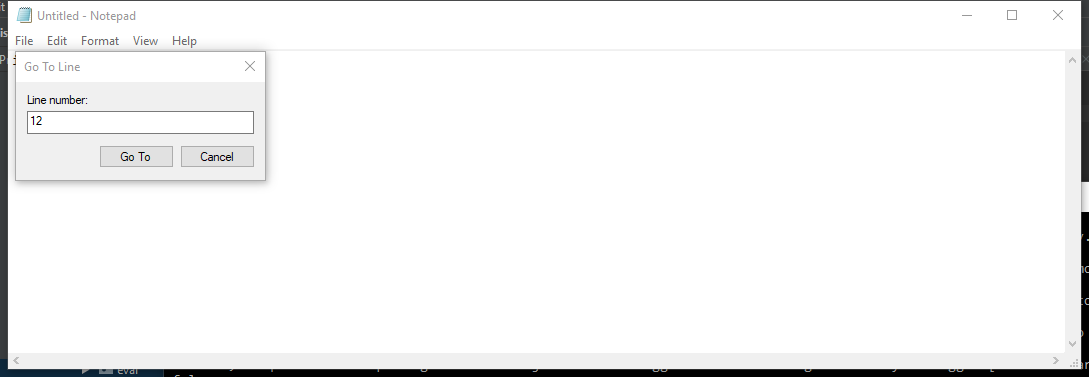 Untitled - Notepad
File Edit Format View Help
Go To Line
Line number:
12
Go To Cancel
eval